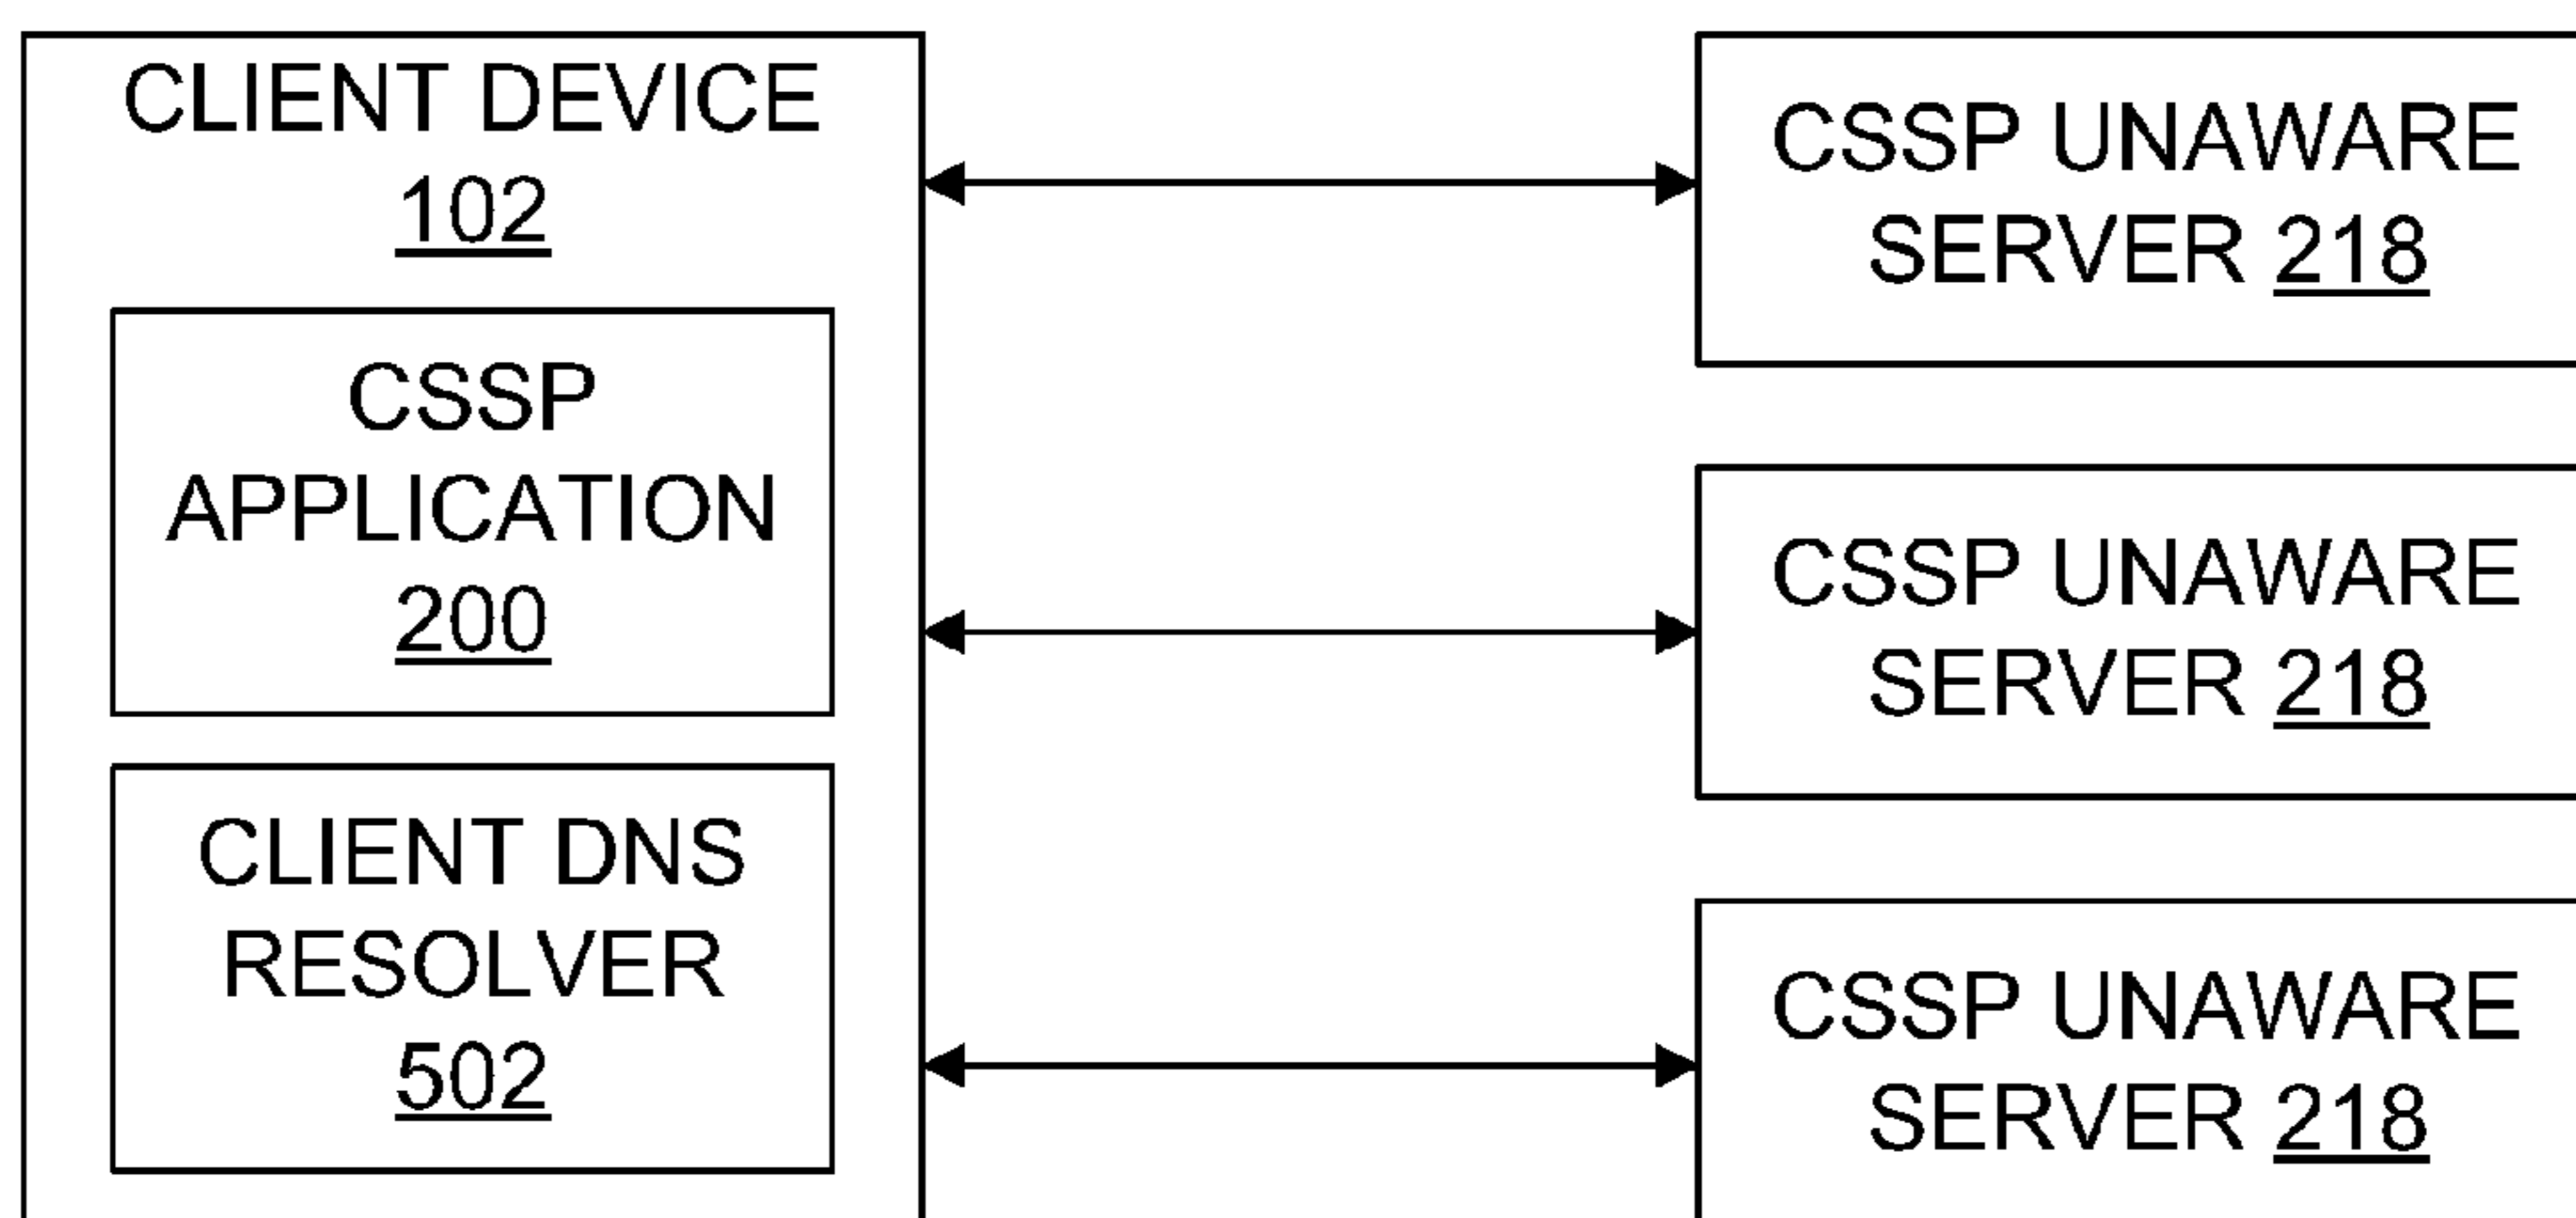 CLIENT DEVICE
102
CSSP
APPLICATION
200
CLIENT DNS
RESOLVER
502
CSSP UNAWARE
SERVER 218
CSSP UNAWARE
SERVER 218
CSSP UNAWARE
SERVER 218